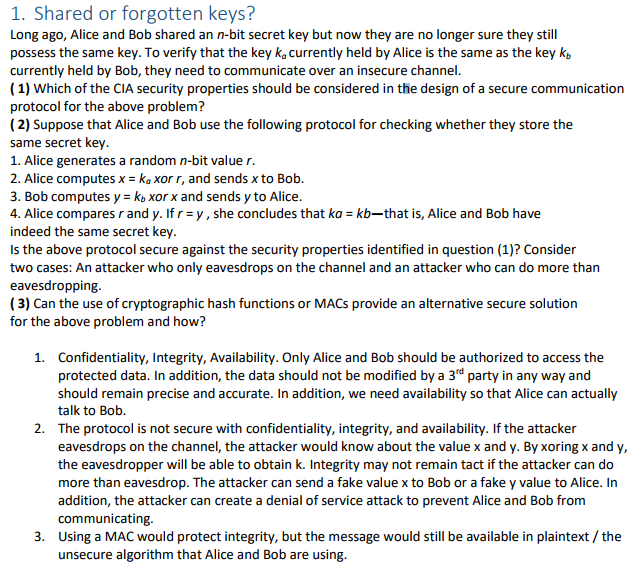 1. Shared or forgotten keys?
Long ago, Alice and Bob shared an n-bit secret key but now they are no longer sure they still
possess the same key. To verify that the key ka currently held by Alice is the same as the key kb
currently held by Bob, they need to communicate over an insecure channel.
(1) Which of the CIA security properties should be considered in the design of a secure communication
protocol for the above problem?
(2) Suppose that Alice and Bob use the following protocol for checking whether they store the
same secret key.
1. Alice generates a random n-bit value r.
2. Alice computes x = ka xor r, and sends x to Bob.
3. Bob computes y = kb xor x and sends y to Alice.
4. Alice compares r and y. If r = y , she concludes that ka = kb—that is, Alice and Bob have
indeed the same secret key.
Is the above protocol secure against the security properties identified in question (1)? Consider
two cases: An attacker who only eavesdrops on the channel and an attacker who can do more than
eavesdropping.
(3) Can the use of cryptographic hash functions or MACs provide an alternative secure solution
for the above problem and how?
1. Confidentiality, Integrity, Availability. Only Alice and Bob should be authorized to access the
protected data. In addition, the data should not be modified by a 3rd party in any way and
should remain precise and accurate. In addition, we need availability so that Alice can actually
talk to Bob.
2. The protocol is not secure with confidentiality, integrity, and availability. If the attacker
eavesdrops on the channel, the attacker would know about the value x and y. By xoring x and y,
the eavesdropper will be able to obtain k. Integrity may not remain tact if the attacker can do
more than eavesdrop. The attacker can send a fake value x to Bob or a fake y value to Alice. In
addition, the attacker can create a denial of service attack to prevent Alice and Bob from
communicating.
3. Using a MAC would protect integrity, but the message would still be available in plaintext / the
unsecure algorithm that Alice and Bob are using.